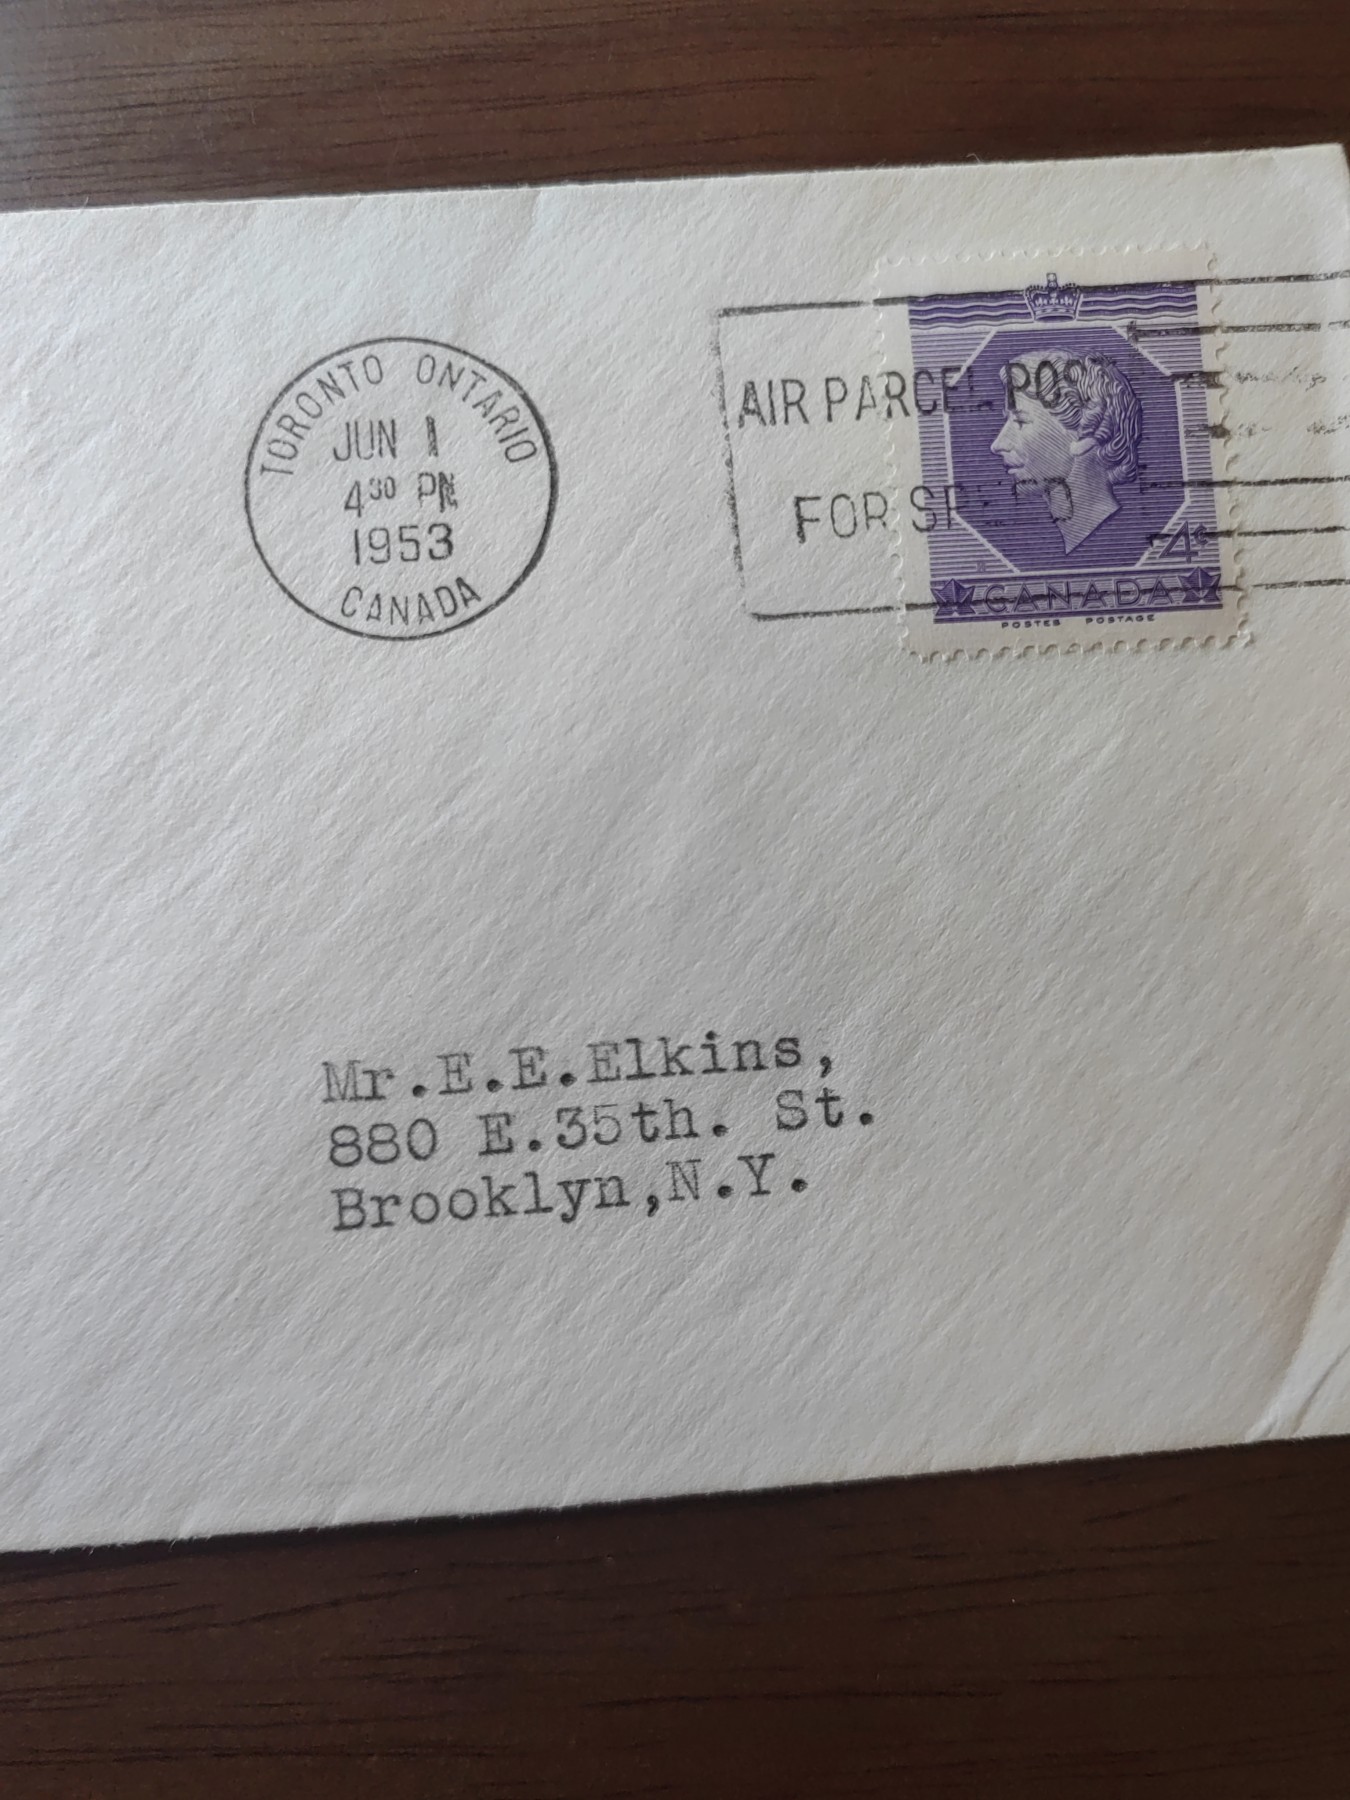 TORONTO ONTARIO
JUN 1
4 30 PM
1953
CANADA
AIR PARCEL POST
FOR SPEED
4¢
CANADA
POSTES POSTAGE
Mr.E.E.Elkins,
880 E.35th. St.
Brooklyn,N.Y.